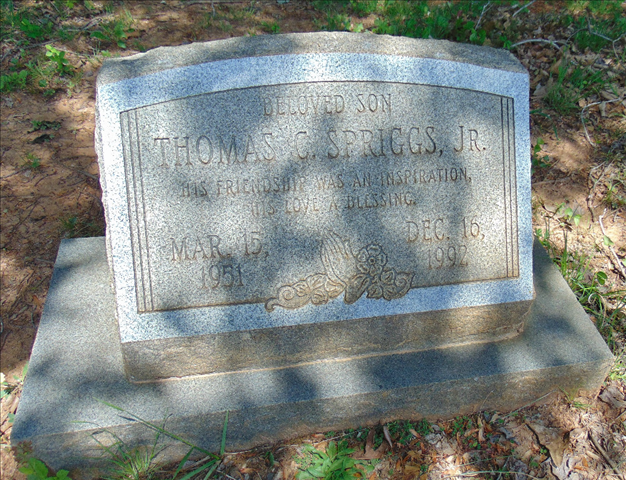 BELOVED SON
THOMAS C. SPRIGGS, JR.
HIS FRIENDSHIP WAS AN INSPIRATION,
HIS LOVE A BLESSING.
MAR. 15,
1951
DEC. 16,
1992